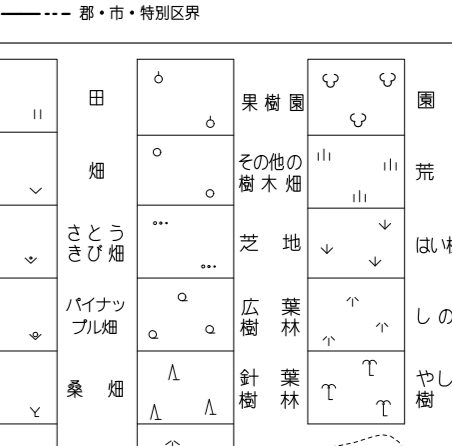 郡・市・特別区界
田
果樹園
園
畑
その他の
樹木畑
荒
さとう
きび畑
芝地
はい
パイナッ
プル畑
広葉
樹林
しの
桑畑
針葉
樹林
やし
樹